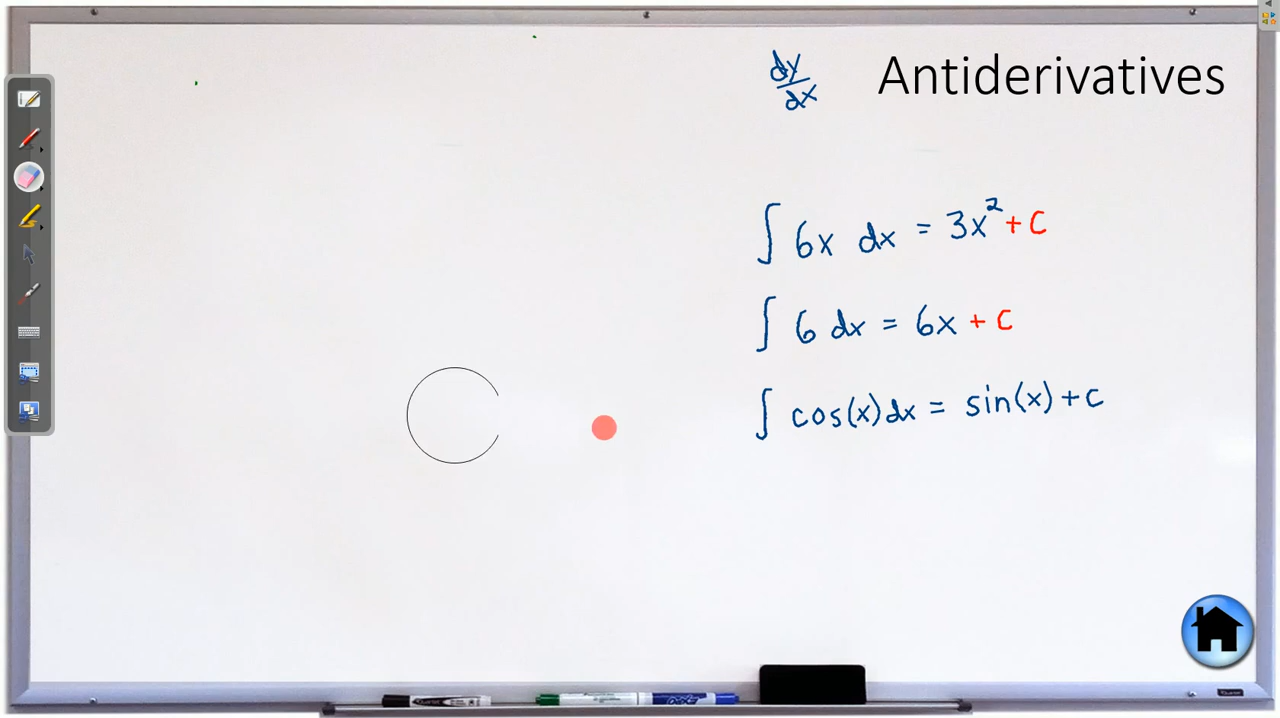 dy/dx Antiderivatives
∫ 6x dx = 3x² + C
∫ 6 dx = 6x + C
∫ cos(x) dx = sin(x) + C